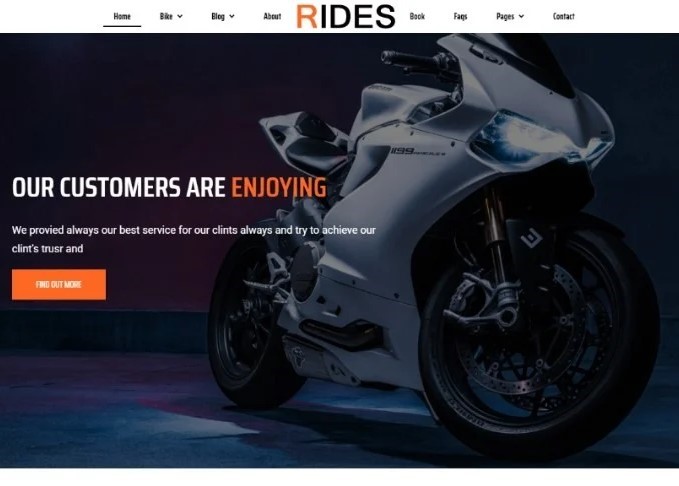 Home Bike Blog About RIDES Book Faqs Pages Contact
1199
OUR CUSTOMERS ARE ENJOYING
We provied always our best service for our clints always and try to achieve our
clint's trusr and
FIND OUT MORE